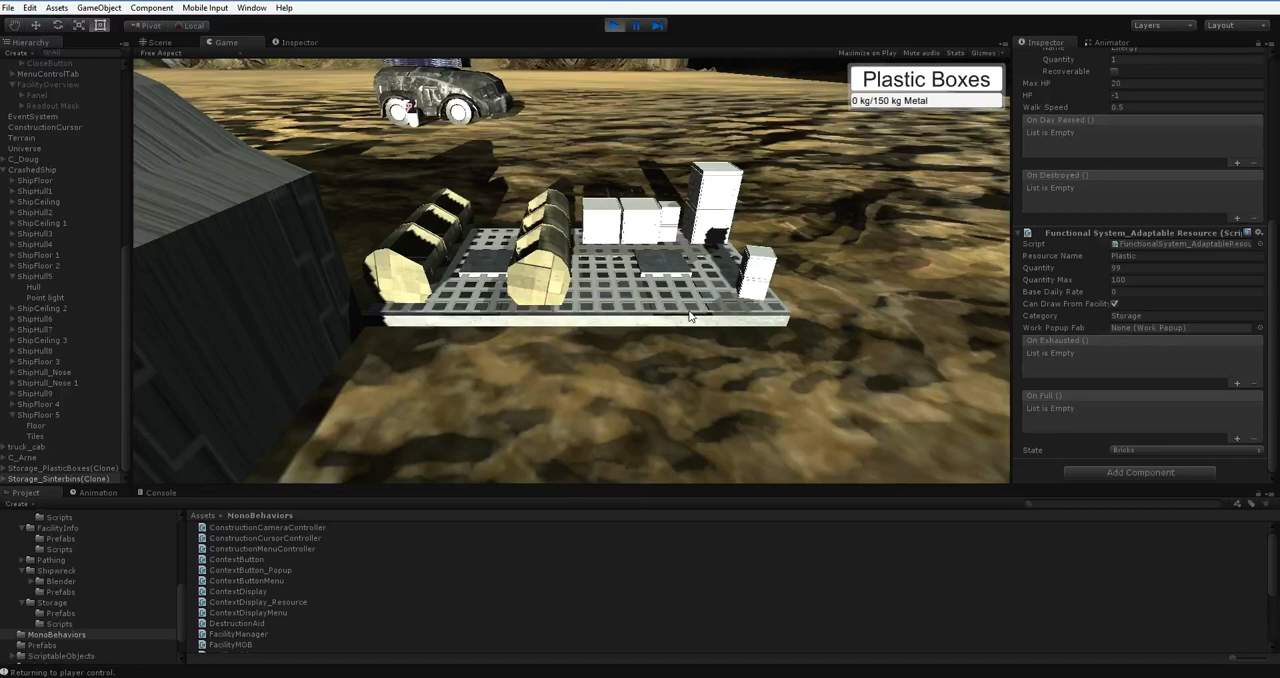 File Edit Assets GameObject Component Mobile Input Window Help
Pivot Local Layers Layout
Hierarchy Scene Game Inspector Inspector Animator
Create All Free Aspect Maximize on Play Mute audio Stats Gizmos
CloseButton
MenuControlTab
FacilityOverview
Panel
Readout Mask
EventSystem
ConstructionCursor
Terrain
Universe
C_Doug
CrashedShip
ShipFloor
ShipHull1
ShipCeiling
ShipHull2
ShipCeiling 1
ShipHull3
ShipHull4
ShipFloor 1
ShipFloor 2
ShipHull5
Hull
Point light
ShipCeiling 2
ShipHull6
ShipHull7
ShipCeiling 3
ShipHull8
ShipFloor 3
ShipHull_Nose
ShipHull_Nose 1
ShipHull9
ShipFloor 4
ShipFloor 5
Floor
Tiles
truck_cab
C_Arne
Storage_PlasticBoxes(Clone)
Storage_Sinterbins(Clone)
Plastic Boxes
0 kg/150 kg Metal
Quantity 1
Recoverable
Max HP 20
HP -1
Walk Speed 0.5
On Day Passed ()
List is Empty
On Destroyed ()
List is Empty
Functional System_Adaptable Resource (Scri
Script FunctionalSystem_AdaptableResou
Resource Name Plastic
Quantity 99
Quantity Max 100
Base Daily Rate 0
Can Draw From Facilit
Category Storage
Work Popup Fab None (Work Popup)
On Exhausted ()
List is Empty
On Full ()
List is Empty
State Bricks
Add Component
Project Animation Console
Create
Scripts
FacilityInfo
Prefabs
Scripts
Pathing
Shipwreck
Blender
Prefabs
Storage
Prefabs
Scripts
MonoBehaviors
Prefabs
ScriptableObjects
Assets MonoBehaviors
ConstructionCameraController
ConstructionCursorController
ConstructionMenuController
ContextButton
ContextButton_Popup
ContextButtonMenu
ContextDisplay
ContextDisplay_Resource
ContextDisplayMenu
DestructionAid
FacilityManager
FacilityMOB
Returning to player control.